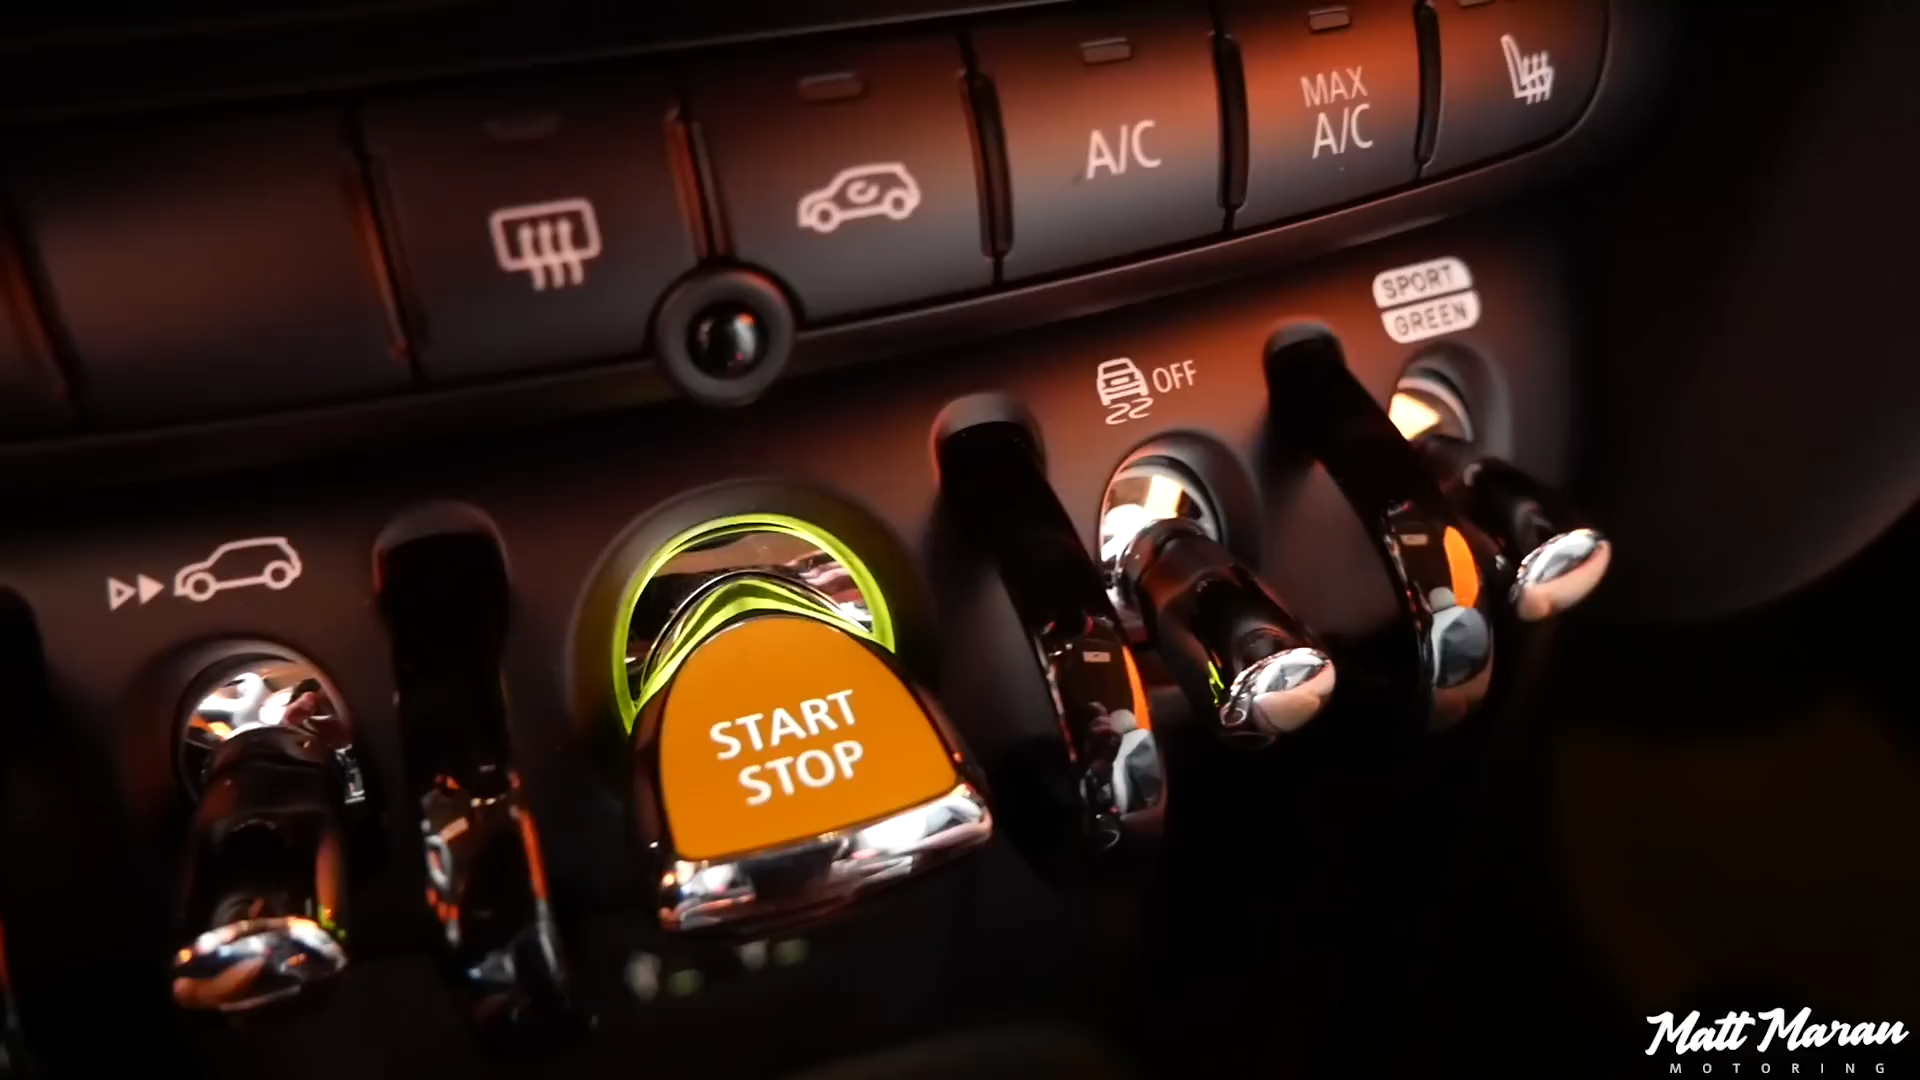 A/C
MAX
A/C
SPORT
GREEN
OFF
START
STOP
Matt Maran
MOTORING